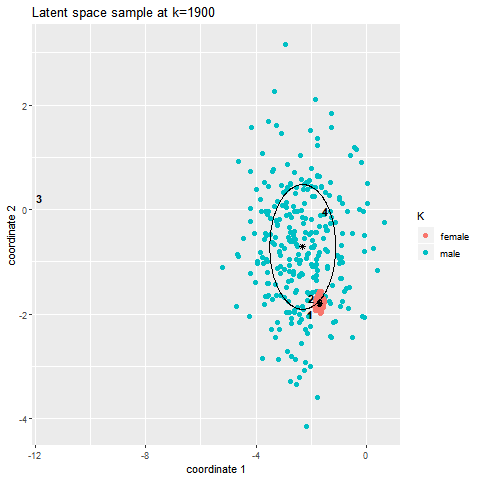 Latent space sample at k=1900
2
0
-2
-4
coordinate 2
-12
-8
-4
0
coordinate 1
3
4
2
1
K
female
male